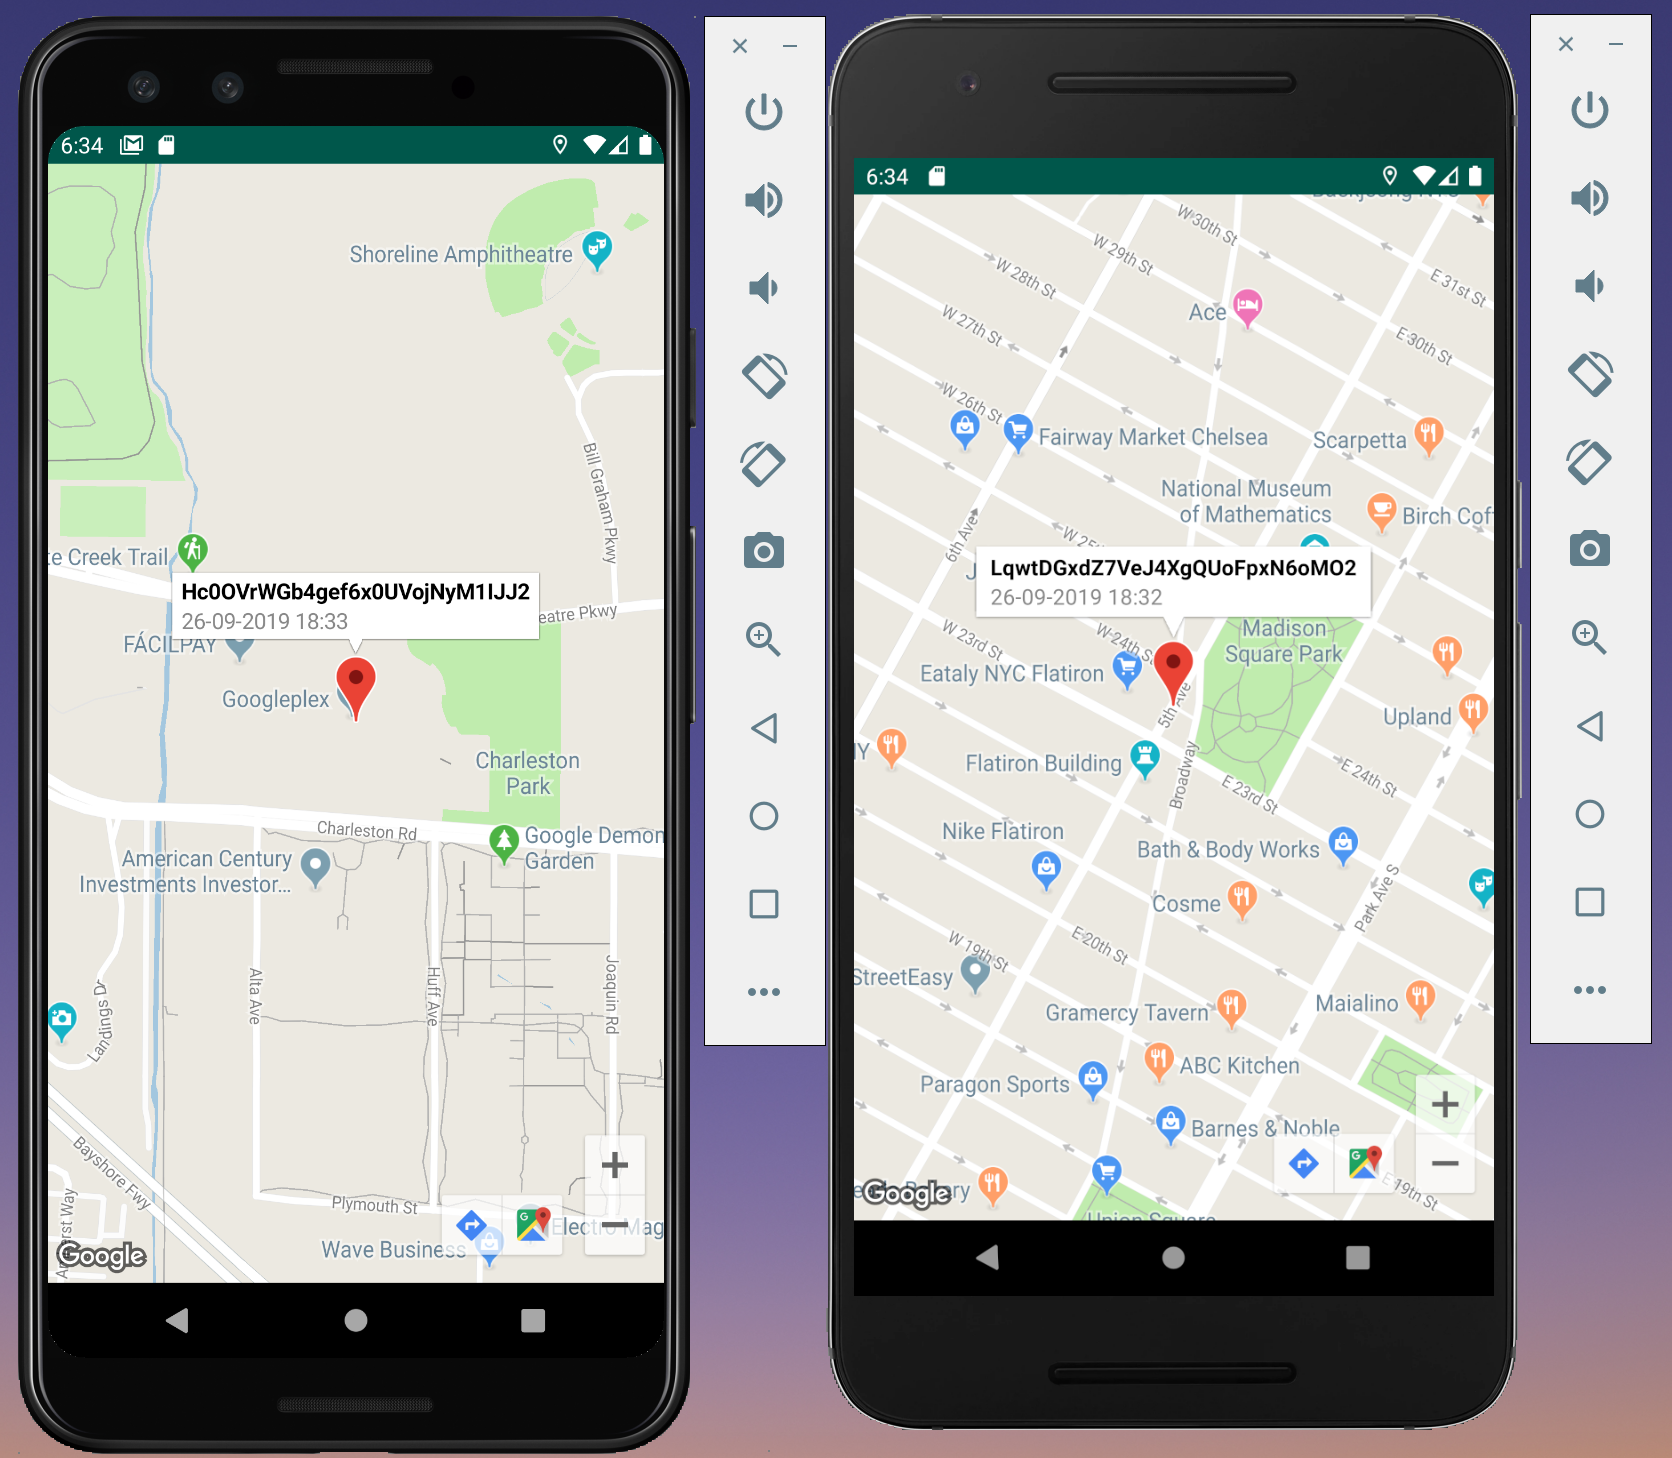 6:34
Shoreline Amphitheatre
Bill Graham Pkwy
te Creek Trail
Hc0OVrWGb4gef6x0UVojNyM1IJJ2
26-09-2019 18:33
eatre Pkwy
FÁCILPAY
Googleplex
Charleston
Park
Charleston Rd
Google Demon
Garden
American Century
Investments Investor...
Alta Ave
Huff Ave
Joaquin Rd
Landings Dr
Bayshore Fwy
Plymouth St
Wave Business
Electro Mag
Google
6:34
W 30th St
W 29th St
W 28th St
E 31st St
Ace
W 27th St
E 30th St
W 26th St
Fairway Market Chelsea
Scarpetta
National Museum
of Mathematics
Birch Cof
6th Ave
W 25
LqwtDGxdZ7VeJ4XgQUoFpxN6oMO2
26-09-2019 18:32
W 24th St
W 23rd St
Madison
Square Park
Eataly NYC Flatiron
5th Ave
Upland
Flatiron Building
Broadway
E 24th St
E 23rd St
Nike Flatiron
Bath & Body Works
Cosme
Park Ave S
E 20th St
W 19th St
StreetEasy
Maialino
Gramercy Tavern
ABC Kitchen
Paragon Sports
Barnes & Noble
E 19th St
Google
Union Square